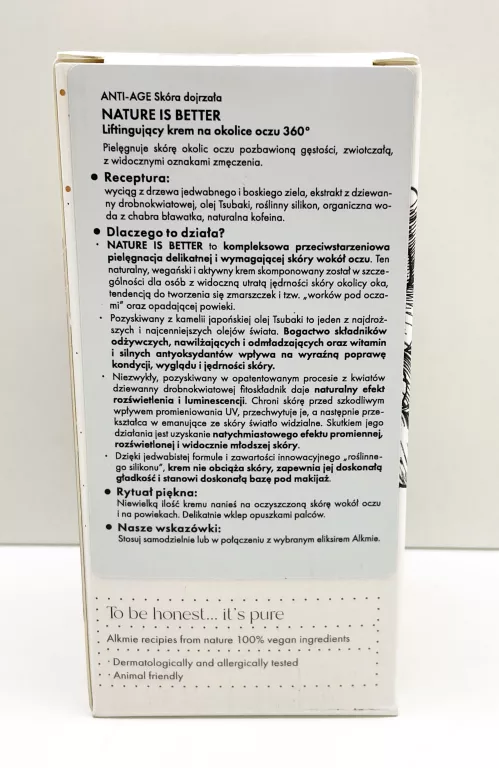 ANTI-AGE Skóra dojrzała
NATURE IS BETTER
Liftingujący krem na okolice oczu 360°
Pielęgnuje skórę okolic oczu pozbawioną gęstości, zwiotczałą,
z widocznymi oznakami zmęczenia.
• Receptura:
wyciąg z drzewa jedwabnego i boskiego ziela, ekstrakt z dziewan-
ny drobnokwiatowej, olej Tsubaki, roślinny silikon, organiczna wo-
da z chabra bławatka, naturalna kofeina.
• Dlaczego to działa?
· NATURE IS BETTER to kompleksowa przeciwstarzeniowa
pielęgnacja delikatnej i wymagającej skóry wokół oczu. Ten
naturalny, wegański i aktywny krem skomponowany został w szcze-
gólności dla osób z widoczną utratą jędrności skóry okolicy oka,
tendencją do tworzenia się zmarszczek i tzw. „worków pod ocza-
mi" oraz opadającej powieki.
· Pozyskiwany z kamelii japońskiej olej Tsubaki to jeden z najdroż-
szych i najcenniejszych olejów świata. Bogactwo składników
odżywczych, nawilżających i odmładzających oraz witamin
i silnych antyoksydantów wpływa na wyraźną poprawę
kondycji, wyglądu i jędrności skóry.
· Niezwykły, pozyskiwany w opatentowanym procesie z kwiatów
dziewanny drobnokwiatowej fitoskładnik daje naturalny efekt
rozświetlenia i luminescencji. Chroni skórę przed szkodliwym
wpływem promieniowania UV, przechwytuje je, a następnie prze-
kształca w emanujące ze skóry światło widzialne. Skutkiem jego
działania jest uzyskanie natychmiastowego efektu promiennej,
rozświetlonej i widocznie młodszej skóry.
· Dzięki jedwabistej formule i zawartości innowacyjnego „roślinne-
go silikonu", krem nie obciąża skóry, zapewnia jej doskonałą
gładkość i stanowi doskonałą bazę pod makijaż.
• Rytuał piękna:
Niewielką ilość kremu nanieś na oczyszczoną skórę wokół oczu
i na powiekach. Delikatnie wklep opuszkami palców.
• Nasze wskazówki:
Stosuj samodzielnie lub w połączeniu z wybranym eliksirem Alkmie.
To be honest... it's pure
Alkmie recipies from nature 100% vegan ingredients
· Dermatologically and allergically tested
· Animal friendly